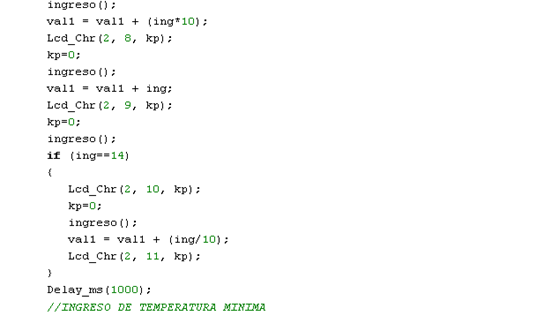 ingreso();
val1 = val1 + (ing*10);
Lcd_Chr(2, 8, kp);
kp=0;
ingreso();
val1 = val1 + ing;
Lcd_Chr(2, 9, kp);
kp=0;
ingreso();
if (ing==14)
{
Lcd_Chr(2, 10, kp);
kp=0;
ingreso();
val1 = val1 + (ing/10);
Lcd_Chr(2, 11, kp);
}
Delay_ms(1000);
//INGRESO DE TEMPERATURA MINIMA